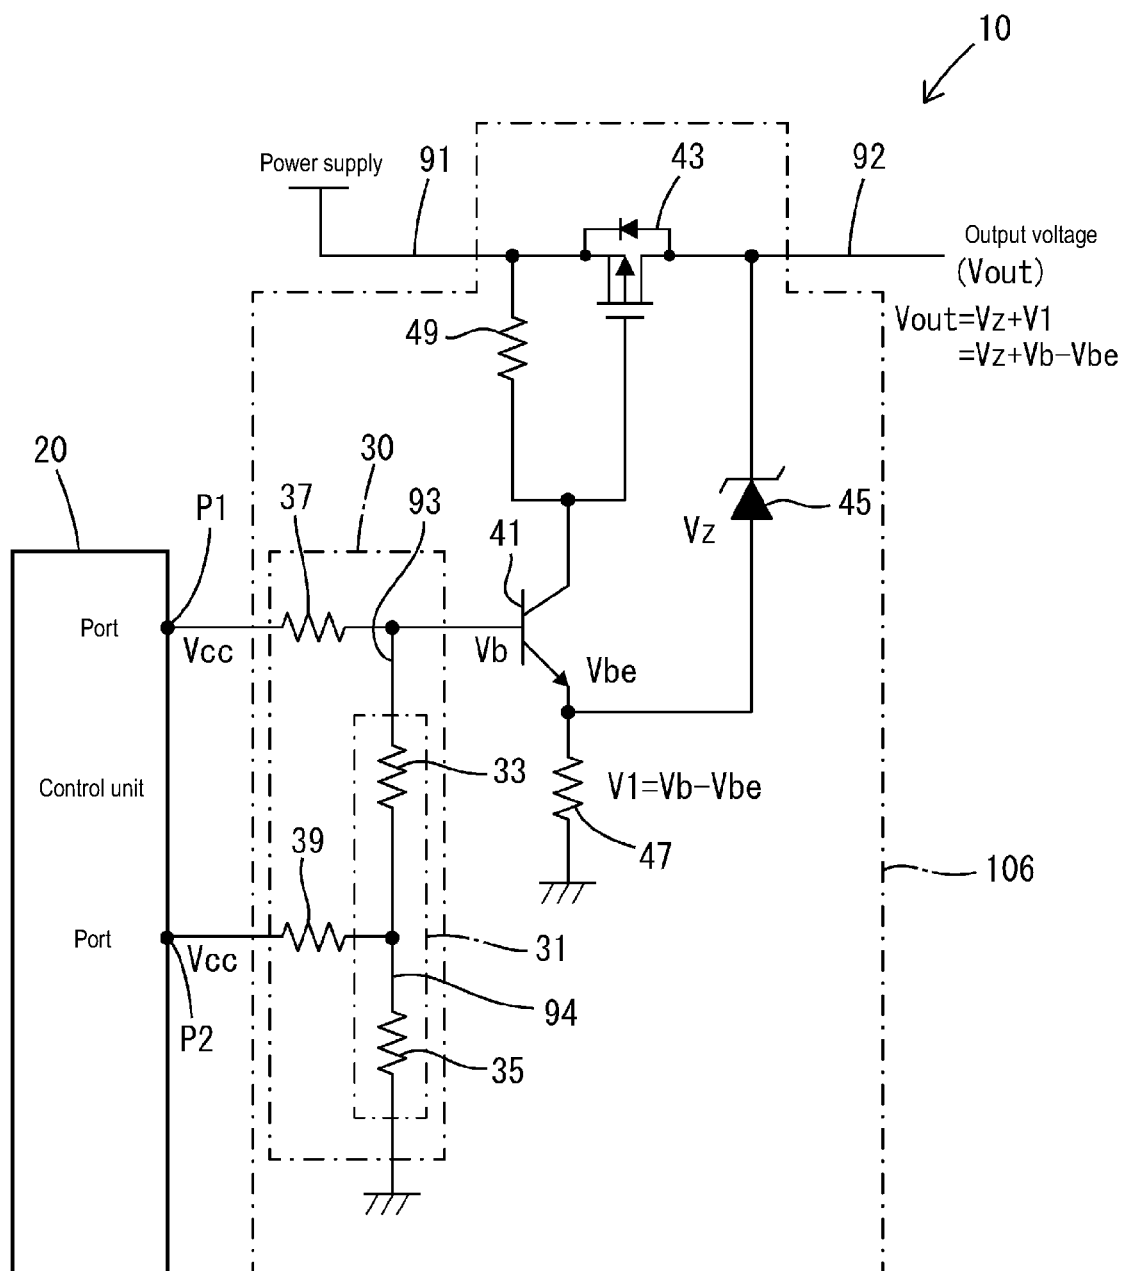 10
Power supply
91
43
92
Output voltage
(Vout)
Vout=Vz+V1
=Vz+Vb-Vbe
49
20
30
P1
37
93
45
Vz
41
Port
Vcc
Vb
Vbe
33
Control unit
V1=Vb-Vbe
39
47
106
Port
Vcc
31
94
P2
35